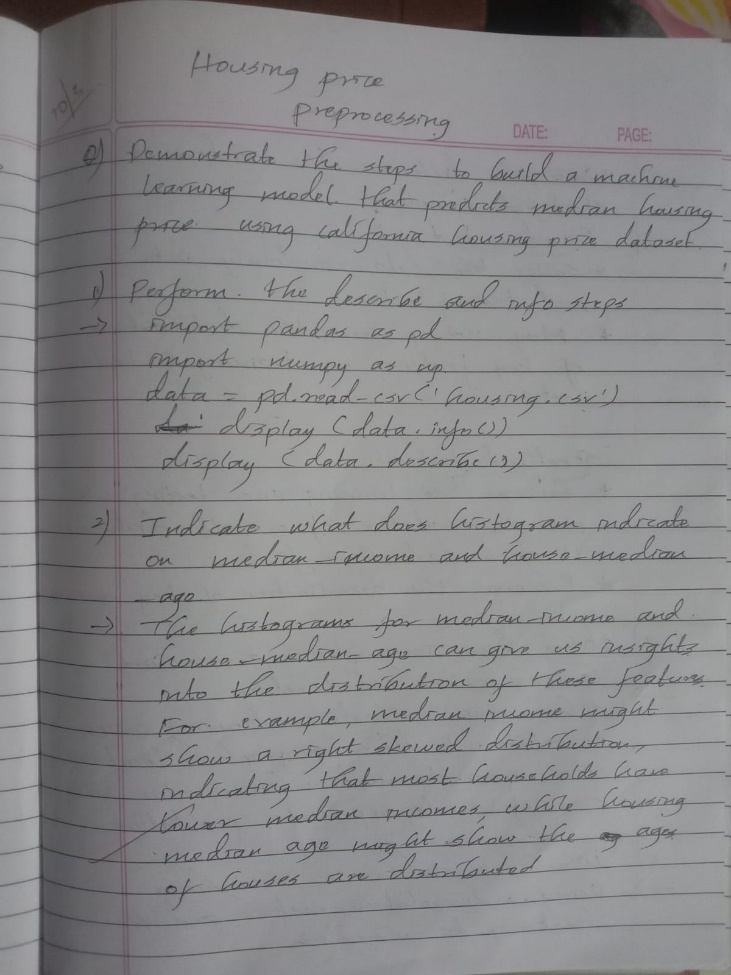 Housing price
preprocessing
10/3
DATE: PAGE:
Q) Demonstrate the steps to build a machine
learning model that predicts median housing
price using california housing price dataset.
1) Perform the describe and info steps
→ import pandas as pd
import numpy as np
data = pd.read_csv('housing.csv')
display (data.info())
display (data.describe())
2) Indicate what does histogram indicate
on median_income and house_median
_age
→ The histograms for median_income and
house_median_age can give us insights
into the distribution of these features
For example, median income might
show a right skewed distribution,
indicating that most households have
lower median incomes, while housing
median age might show the ages
of houses are distributed